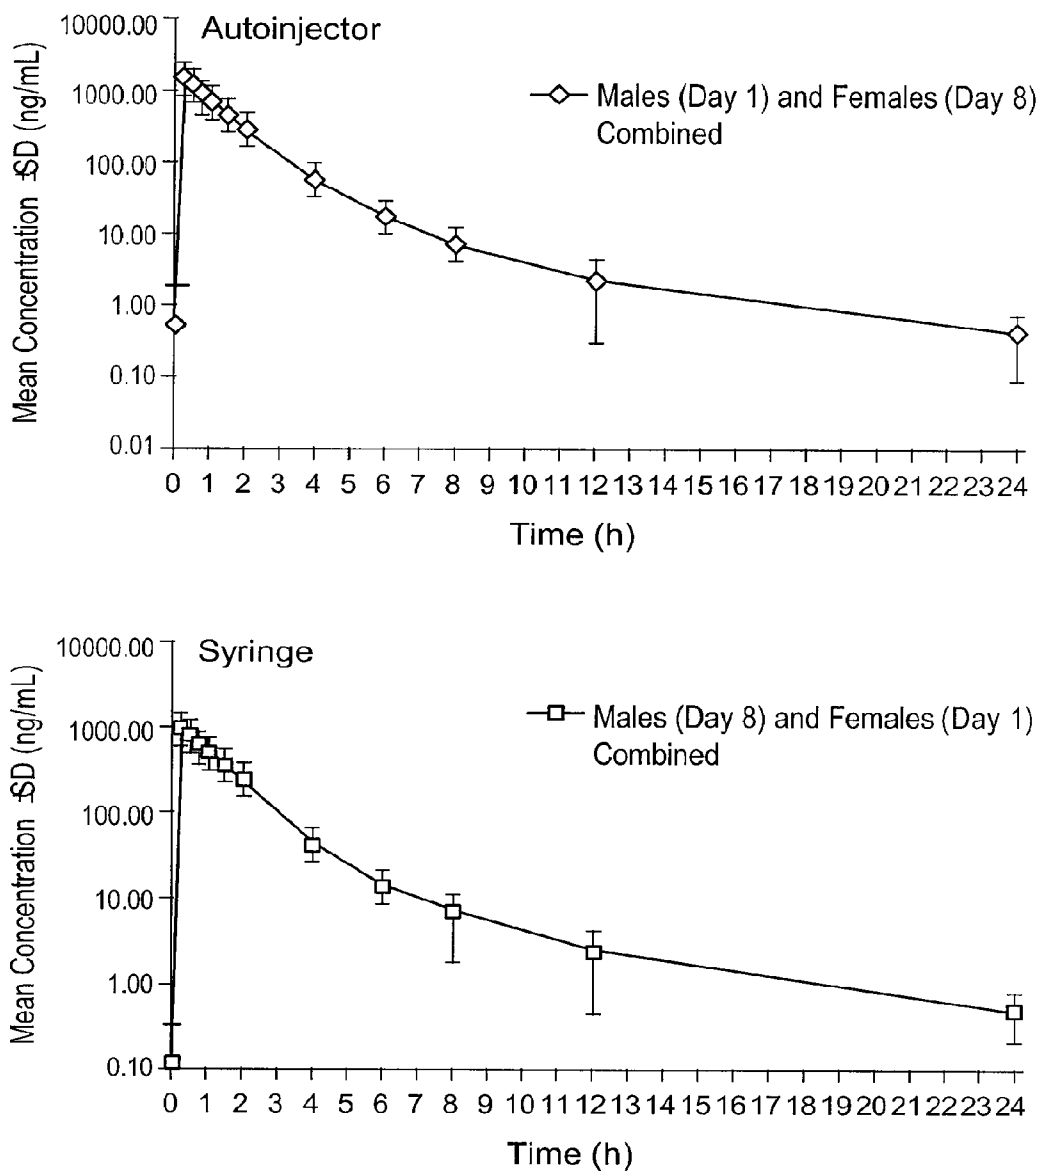 Autoinjector
10000.00
1000.00
100.00
10.00
1.00
0.10
0.01
Mean Concentration ±SD (ng/mL)
Males (Day 1) and Females (Day 8)
Combined
0 1 2 3 4 5 6 7 8 9 10 11 12 13 14 15 16 17 18 19 20 21 22 23 24
Time (h)
Syringe
10000.00
1000.00
100.00
10.00
1.00
0.10
Mean Concentration ±SD (ng/mL)
Males (Day 8) and Females (Day 1)
Combined
0 1 2 3 4 5 6 7 8 9 10 11 12 13 14 15 16 17 18 19 20 21 22 23 24
Time (h)